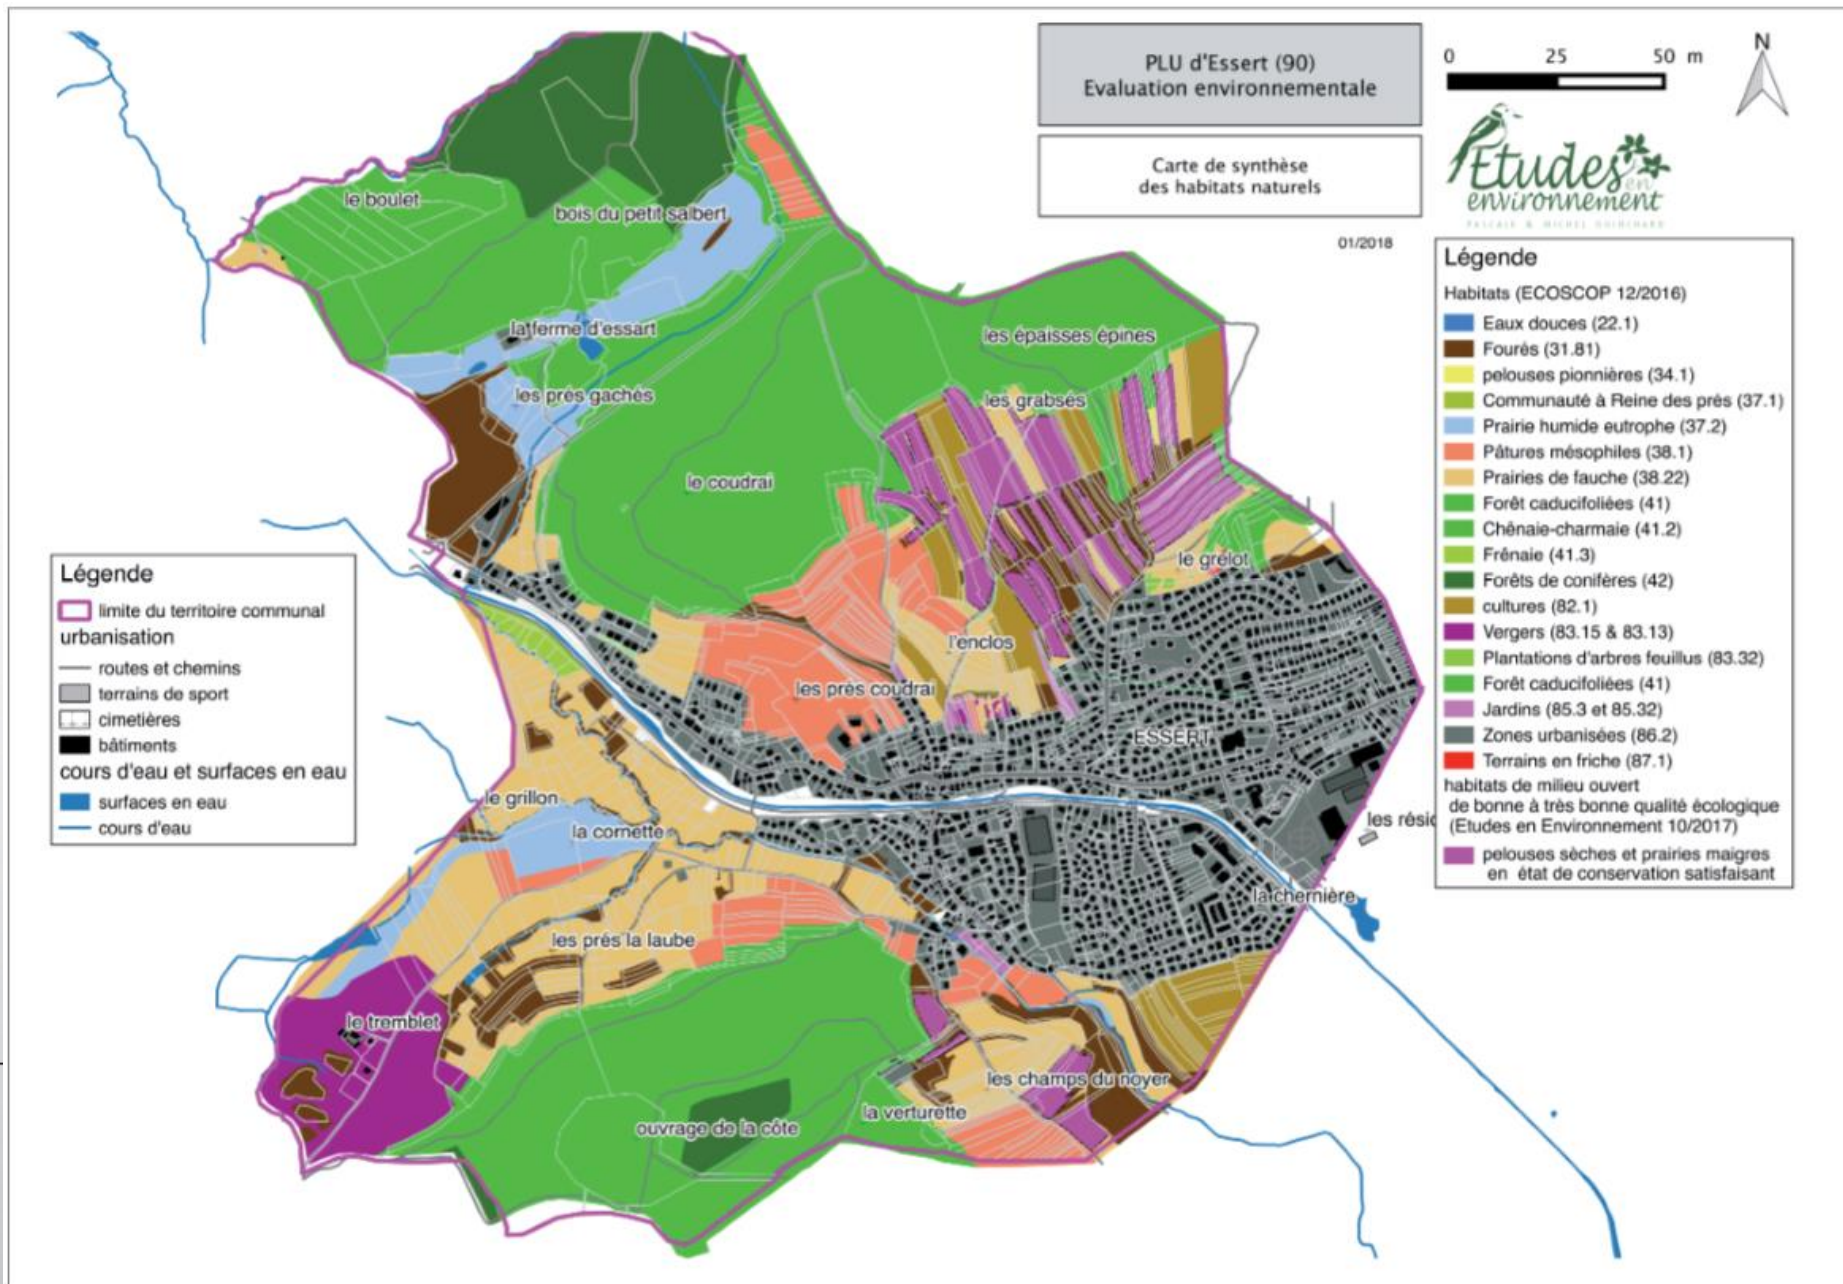 PLU d'Essert (90)
Evaluation environnementale
Carte de synthèse
des habitats naturels
01/2018
0 25 50 m
N
Etudes
en
environnement
PASCALE & MICHEL GUINCHARD
Légende
Habitats (ECOSCOP 12/2016)
Eaux douces (22.1)
Fourés (31.81)
pelouses pionnières (34.1)
Communauté à Reine des près (37.1)
Prairie humide eutrophe (37.2)
Pâtures mésophiles (38.1)
Prairies de fauche (38.22)
Forêt caducifoliées (41)
Chênaie-charmaie (41.2)
Frênaie (41.3)
Forêts de conifères (42)
cultures (82.1)
Vergers (83.15 & 83.13)
Plantations d'arbres feuillus (83.32)
Forêt caducifoliées (41)
Jardins (85.3 et 85.32)
Zones urbanisées (86.2)
Terrains en friche (87.1)
habitats de milieu ouvert
de bonne à très bonne qualité écologique
(Etudes en Environnement 10/2017)
pelouses sèches et prairies maigres
en état de conservation satisfaisant
Légende
limite du territoire communal
urbanisation
routes et chemins
terrains de sport
cimetières
bâtiments
cours d'eau et surfaces en eau
surfaces en eau
cours d'eau
le boulet
bois du petit salbert
la ferme d'essart
les épaisses épines
les prés gachés
les grabsés
le coudrai
le grélot
l'enclos
les près coudrai
ESSERT
le grillon
la cornette
les résid
la chernière
les prés la laube
le tremblet
les champs du noyer
la verturette
ouvrage de la côte